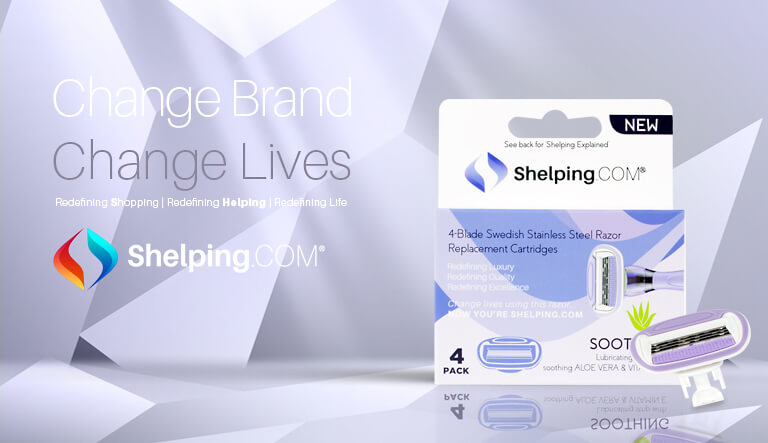 Change Brand
Change Lives
Redefining Shopping | Redefining Helping | Redefining Life
Shelping.COM®
NEW
See back for Shelping Explained
Shelping.COM®
4-Blade Swedish Stainless Steel Razor
Replacement Cartridges
Redefining Luxury
Redefining Quality
Redefining Excellence
Change lives using this razor.
NOW YOU'RE SHELPING.COM
4
PACK
SOOT
Lubricating
soothing ALOE VERA & VIT